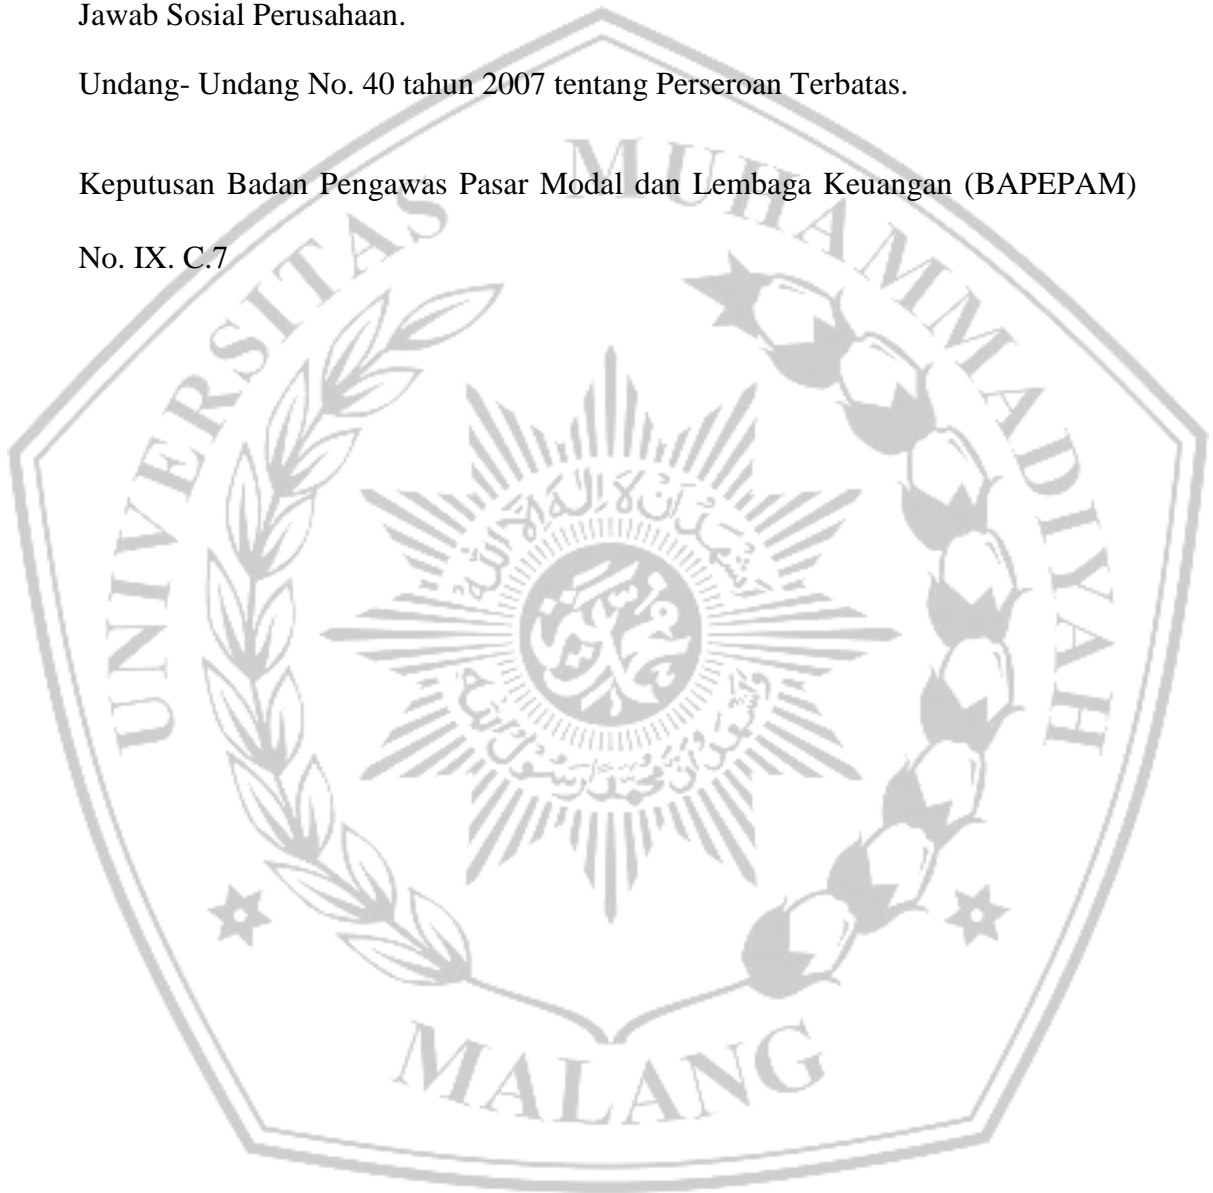 Jawab Sosial Perusahaan.
Undang- Undang No. 40 tahun 2007 tentang Perseroan Terbatas.
Keputusan Badan Pengawas Pasar Modal dan Lembaga Keuangan (BAPEPAM)
No. IX. C.7
UNIVERSITAS MUHAMMADIYAH
MALANG